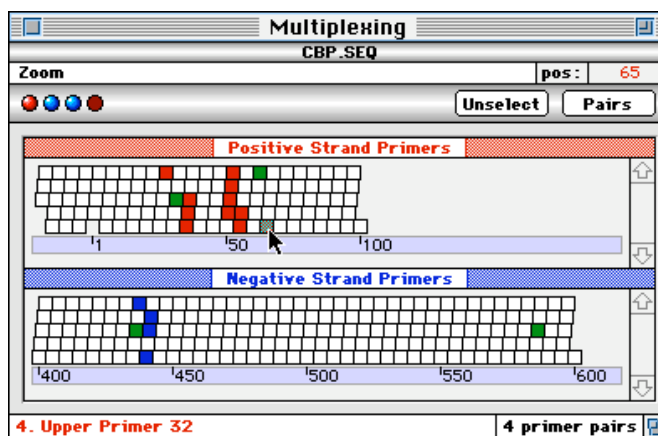 Multiplexing
CBP.SEQ
Zoom pos: 65
Unselect Pairs
Positive Strand Primers
1 50 100
Negative Strand Primers
400 450 500 550 600
4. Upper Primer 32 4 primer pairs